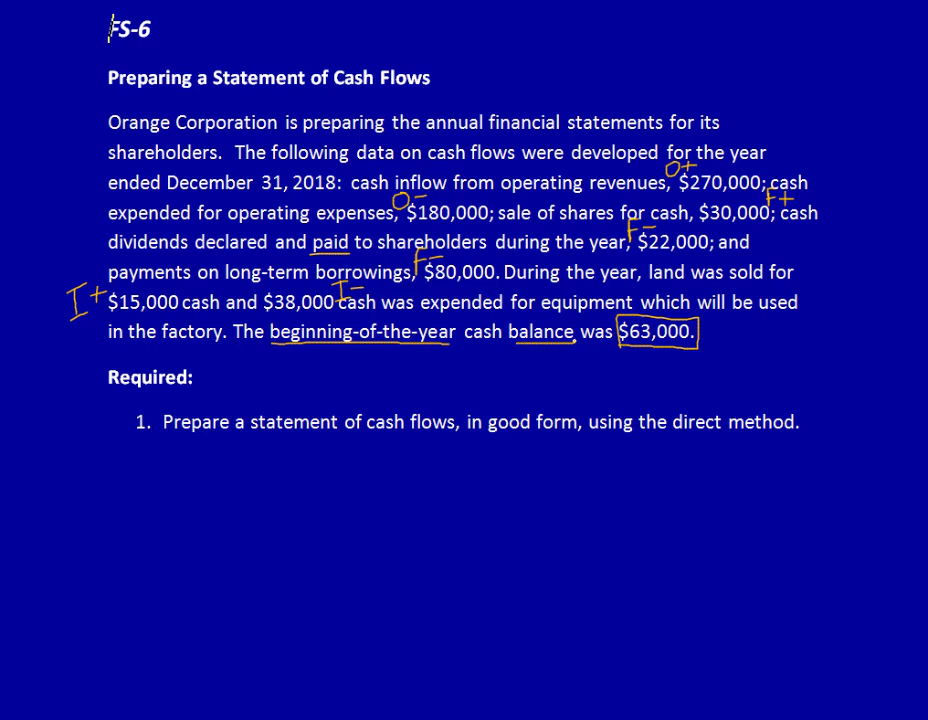 FS-6
Preparing a Statement of Cash Flows
Orange Corporation is preparing the annual financial statements for its
shareholders. The following data on cash flows were developed for the year
O+
ended December 31, 2018: cash inflow from operating revenues, $270,000; cash
O- F+
expended for operating expenses, $180,000; sale of shares for cash, $30,000; cash
F-
dividends declared and paid to shareholders during the year, $22,000; and
F-
payments on long-term borrowings, $80,000. During the year, land was sold for
I+ I-
$15,000 cash and $38,000 cash was expended for equipment which will be used
in the factory. The beginning-of-the-year cash balance was $63,000.
Required:
1. Prepare a statement of cash flows, in good form, using the direct method.